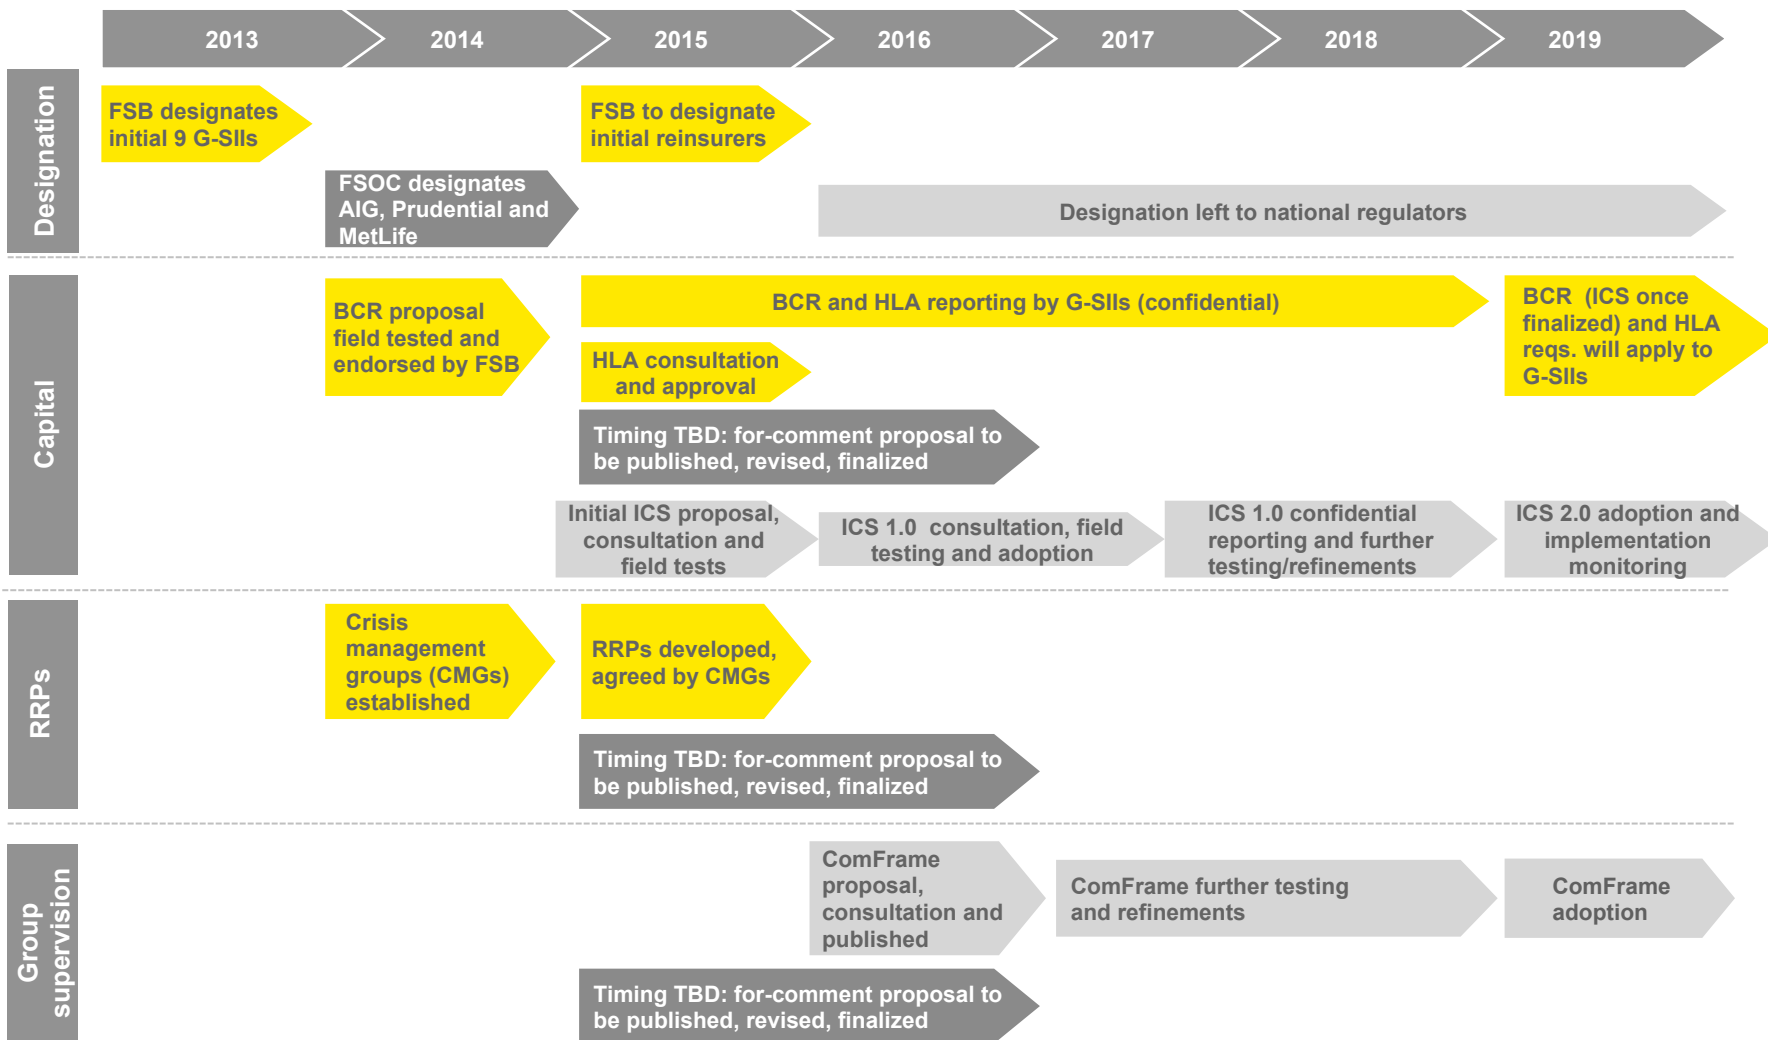 2013
2014
2015
2016
2017
2018
2019
Designation
FSB designates
initial 9 G-SIIs
FSB to designate
initial reinsurers
FSOC designates
AIG, Prudential and
MetLife
Designation left to national regulators
Capital
BCR proposal
field tested and
endorsed by FSB
BCR and HLA reporting by G-SIIs (confidential)
HLA consultation
and approval
BCR (ICS once
finalized) and HLA
reqs. will apply to
G-SIIs
Timing TBD: for-comment proposal to
be published, revised, finalized
Initial ICS proposal,
consultation and
field tests
ICS 1.0 consultation, field
testing and adoption
ICS 1.0 confidential
reporting and further
testing/refinements
ICS 2.0 adoption and
implementation
monitoring
RRPs
Crisis
management
groups (CMGs)
established
RRPs developed,
agreed by CMGs
Timing TBD: for-comment proposal to
be published, revised, finalized
Group
supervision
ComFrame
proposal,
consultation and
published
ComFrame further testing
and refinements
ComFrame
adoption
Timing TBD: for-comment proposal to
be published, revised, finalized